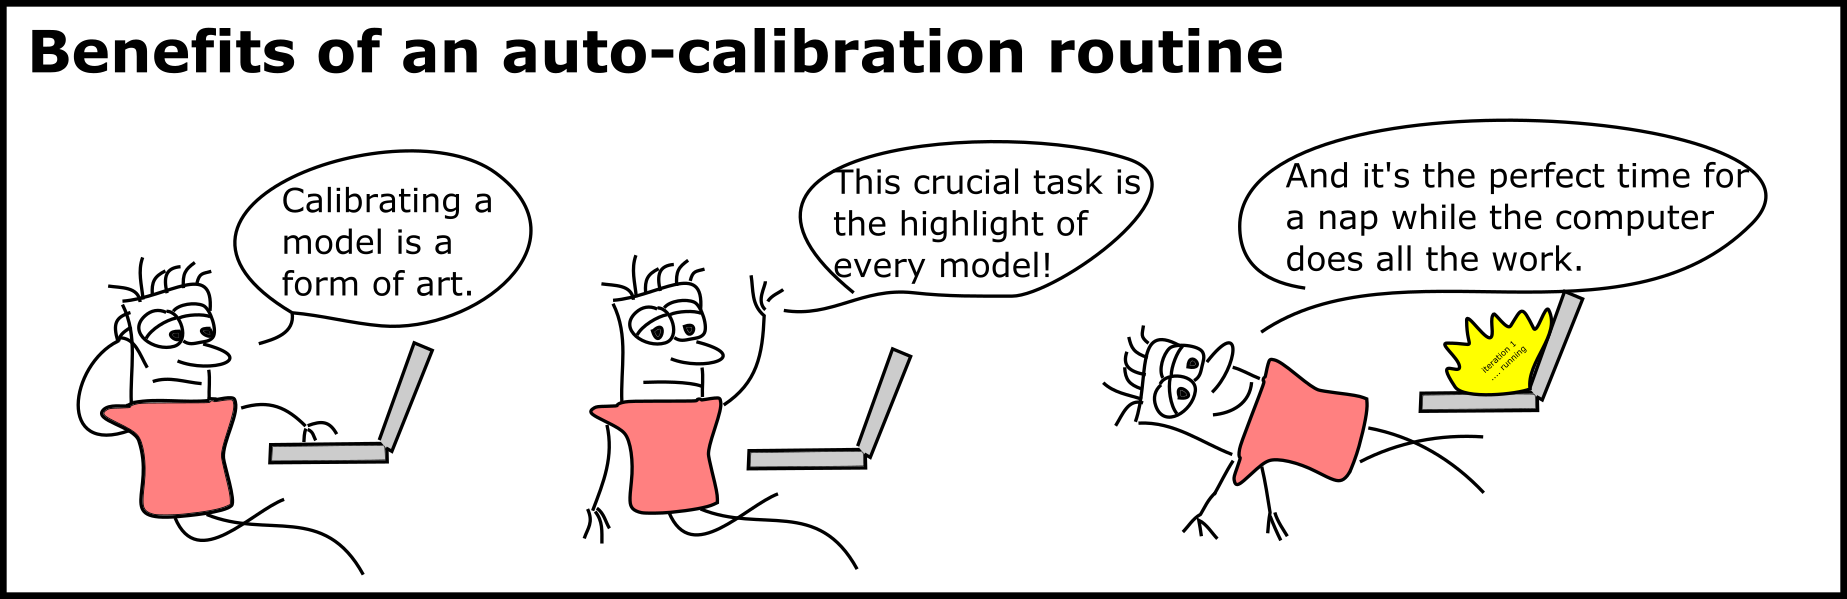 Benefits of an auto-calibration routine
Calibrating a
model is a
form of art.
This crucial task is
the highlight of
every model!
And it's the perfect time for
a nap while the computer
does all the work.
iteration 1
.... running